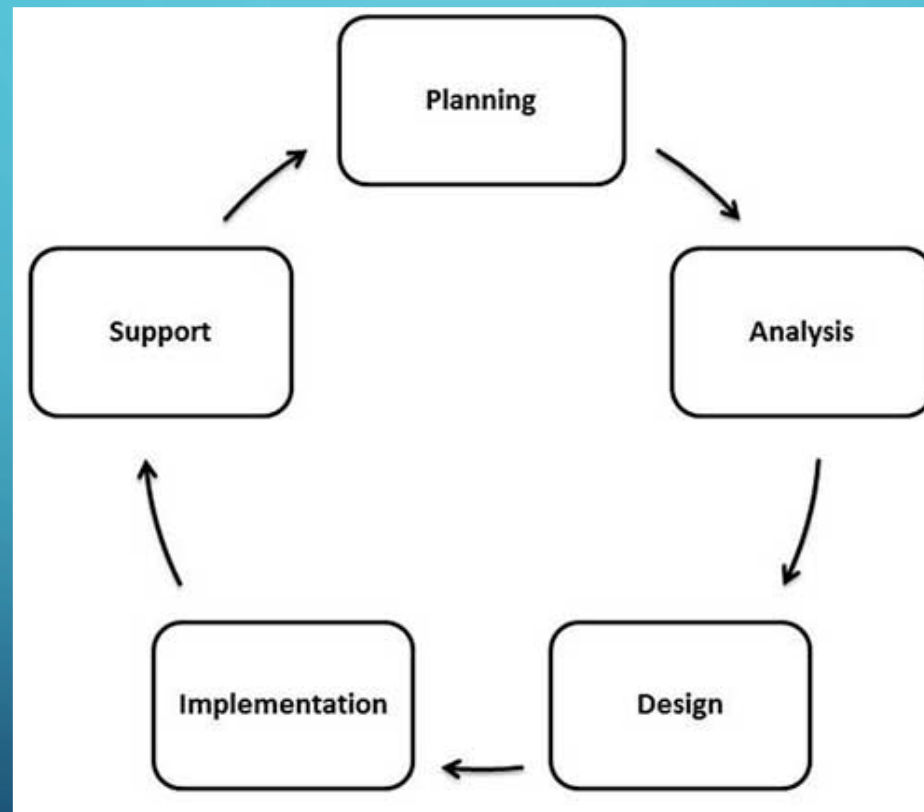 Planning
Analysis
Design
Implementation
Support